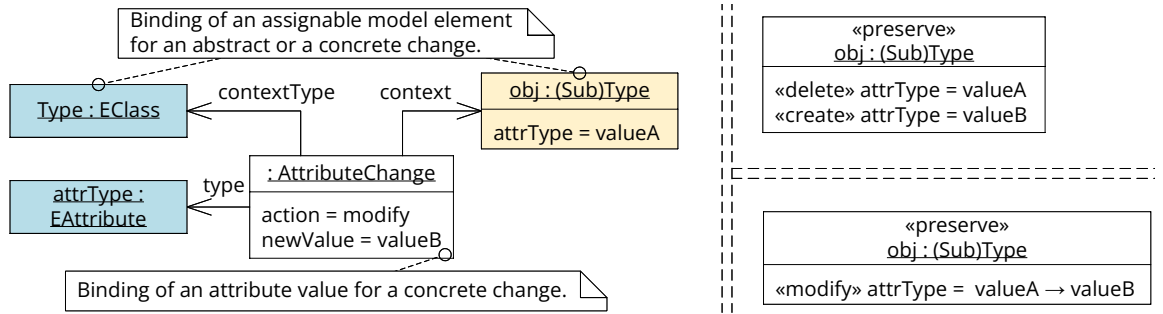 Binding of an assignable model element
for an abstract or a concrete change.
Type : EClass
contextType
context
obj : (Sub)Type
attrType = valueA
attrType :
EAttribute
type
: AttributeChange
action = modify
newValue = valueB
Binding of an attribute value for a concrete change.
«preserve»
obj : (Sub)Type
«delete» attrType = valueA
«create» attrType = valueB
«preserve»
obj : (Sub)Type
«modify» attrType = valueA → valueB